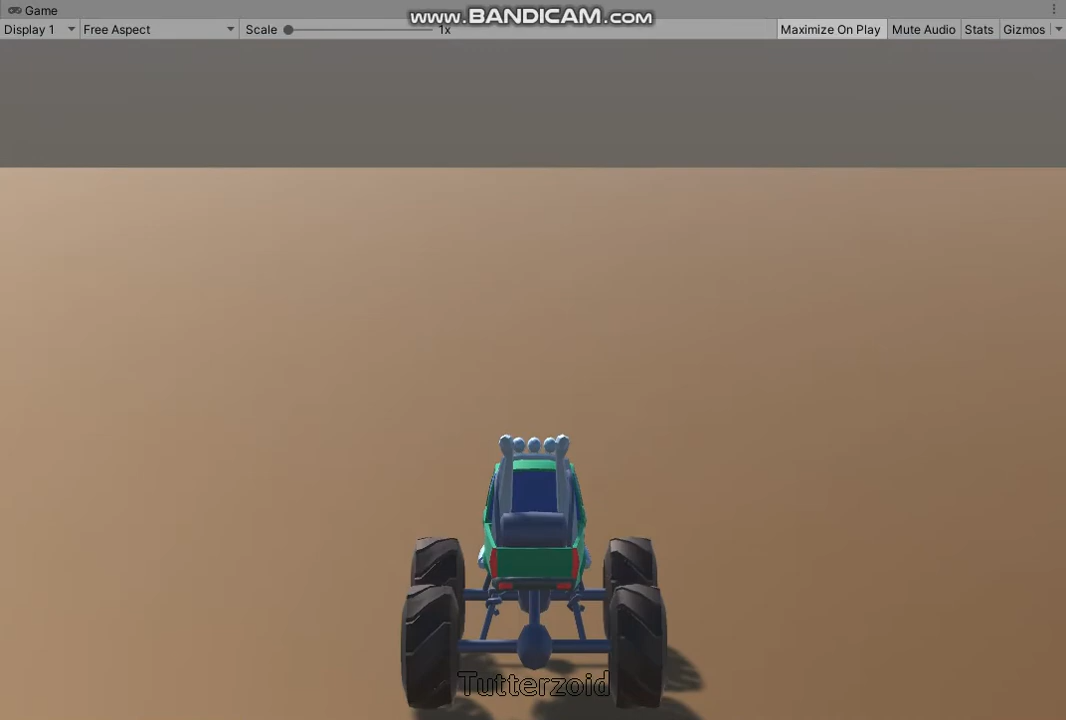 Game
www.BANDICAM.com
Display 1
Free Aspect
Scale
1x
Maximize On Play
Mute Audio
Stats
Gizmos
Tutterzoid